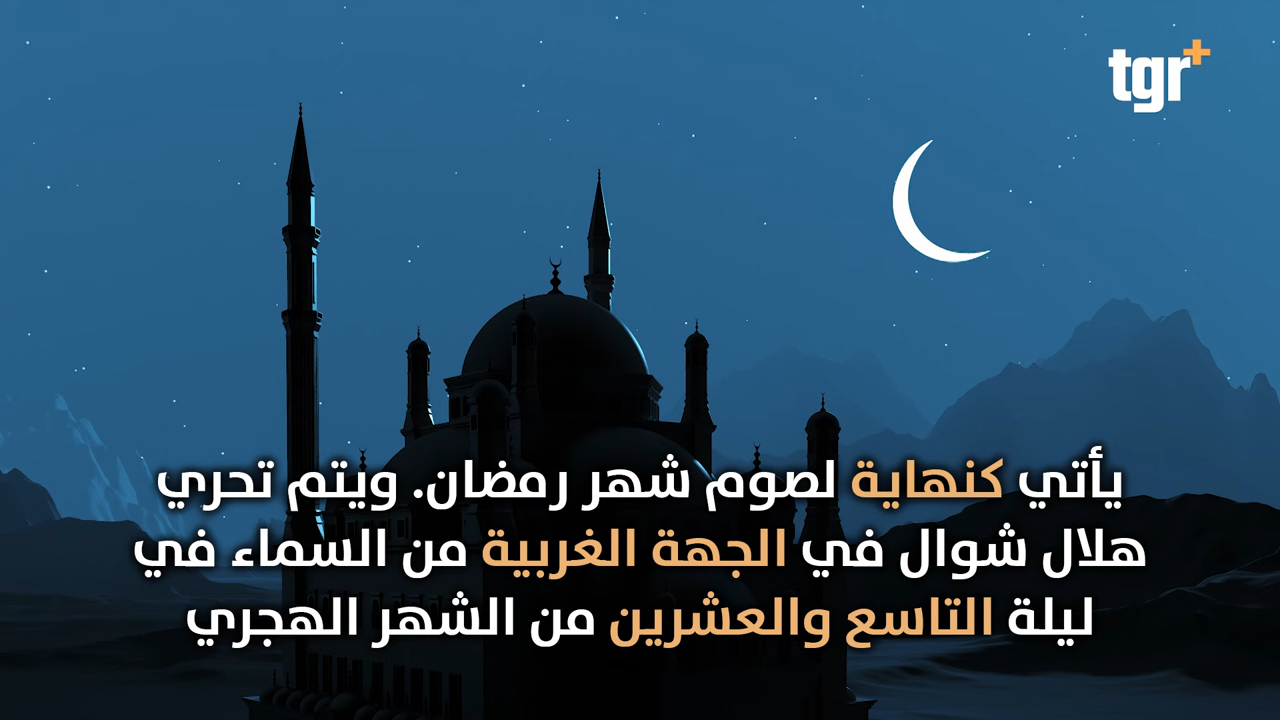 tgr+
يأتي كنهاية لصوم شهر رمضان. ويتم تحري
هلال شوال في الجهة الغربية من السماء في
ليلة التاسع والعشرين من الشهر الهجري